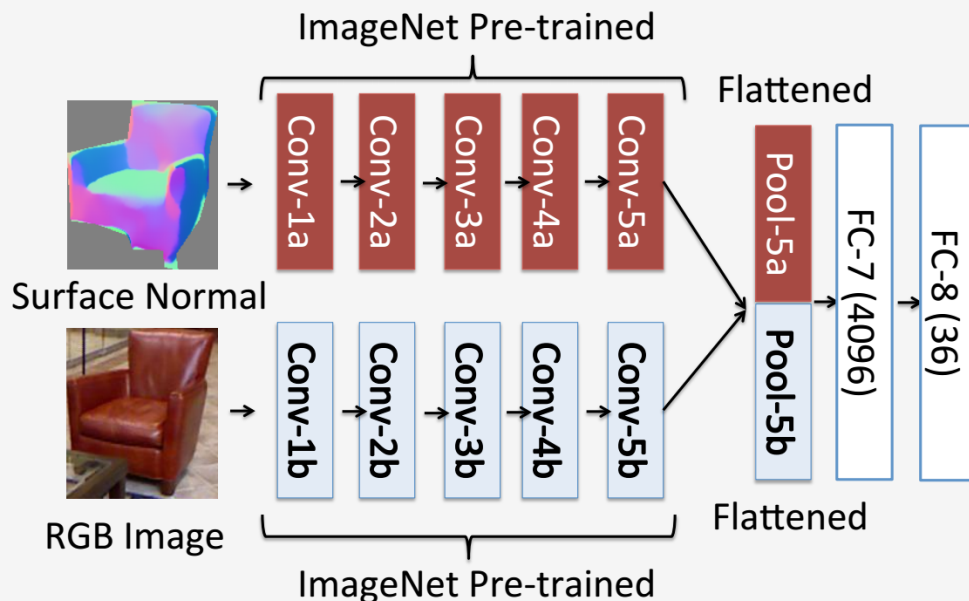 ImageNet Pre-trained
Flattened
Conv-1a
Conv-2a
Conv-3a
Conv-4a
Conv-5a
Surface Normal
Pool-5a
Pool-5b
FC-7 (4096)
FC-8 (36)
Conv-1b
Conv-2b
Conv-3b
Conv-4b
Conv-5b
RGB Image
Flattened
ImageNet Pre-trained